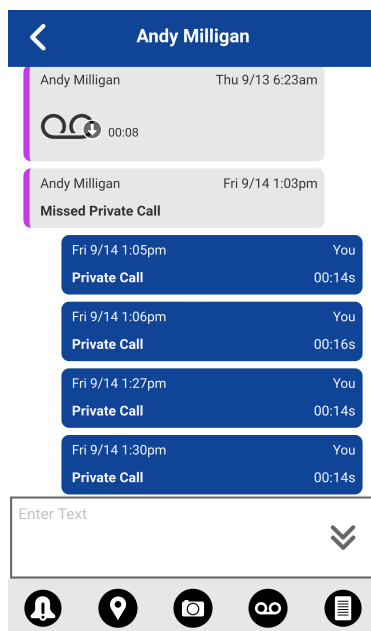 Andy Milligan
Andy Milligan Thu 9/13 6:23am
00:08
Andy Milligan Fri 9/14 1:03pm
Missed Private Call
Fri 9/14 1:05pm You
Private Call 00:14s
Fri 9/14 1:06pm You
Private Call 00:16s
Fri 9/14 1:27pm You
Private Call 00:14s
Fri 9/14 1:30pm You
Private Call 00:14s
Enter Text